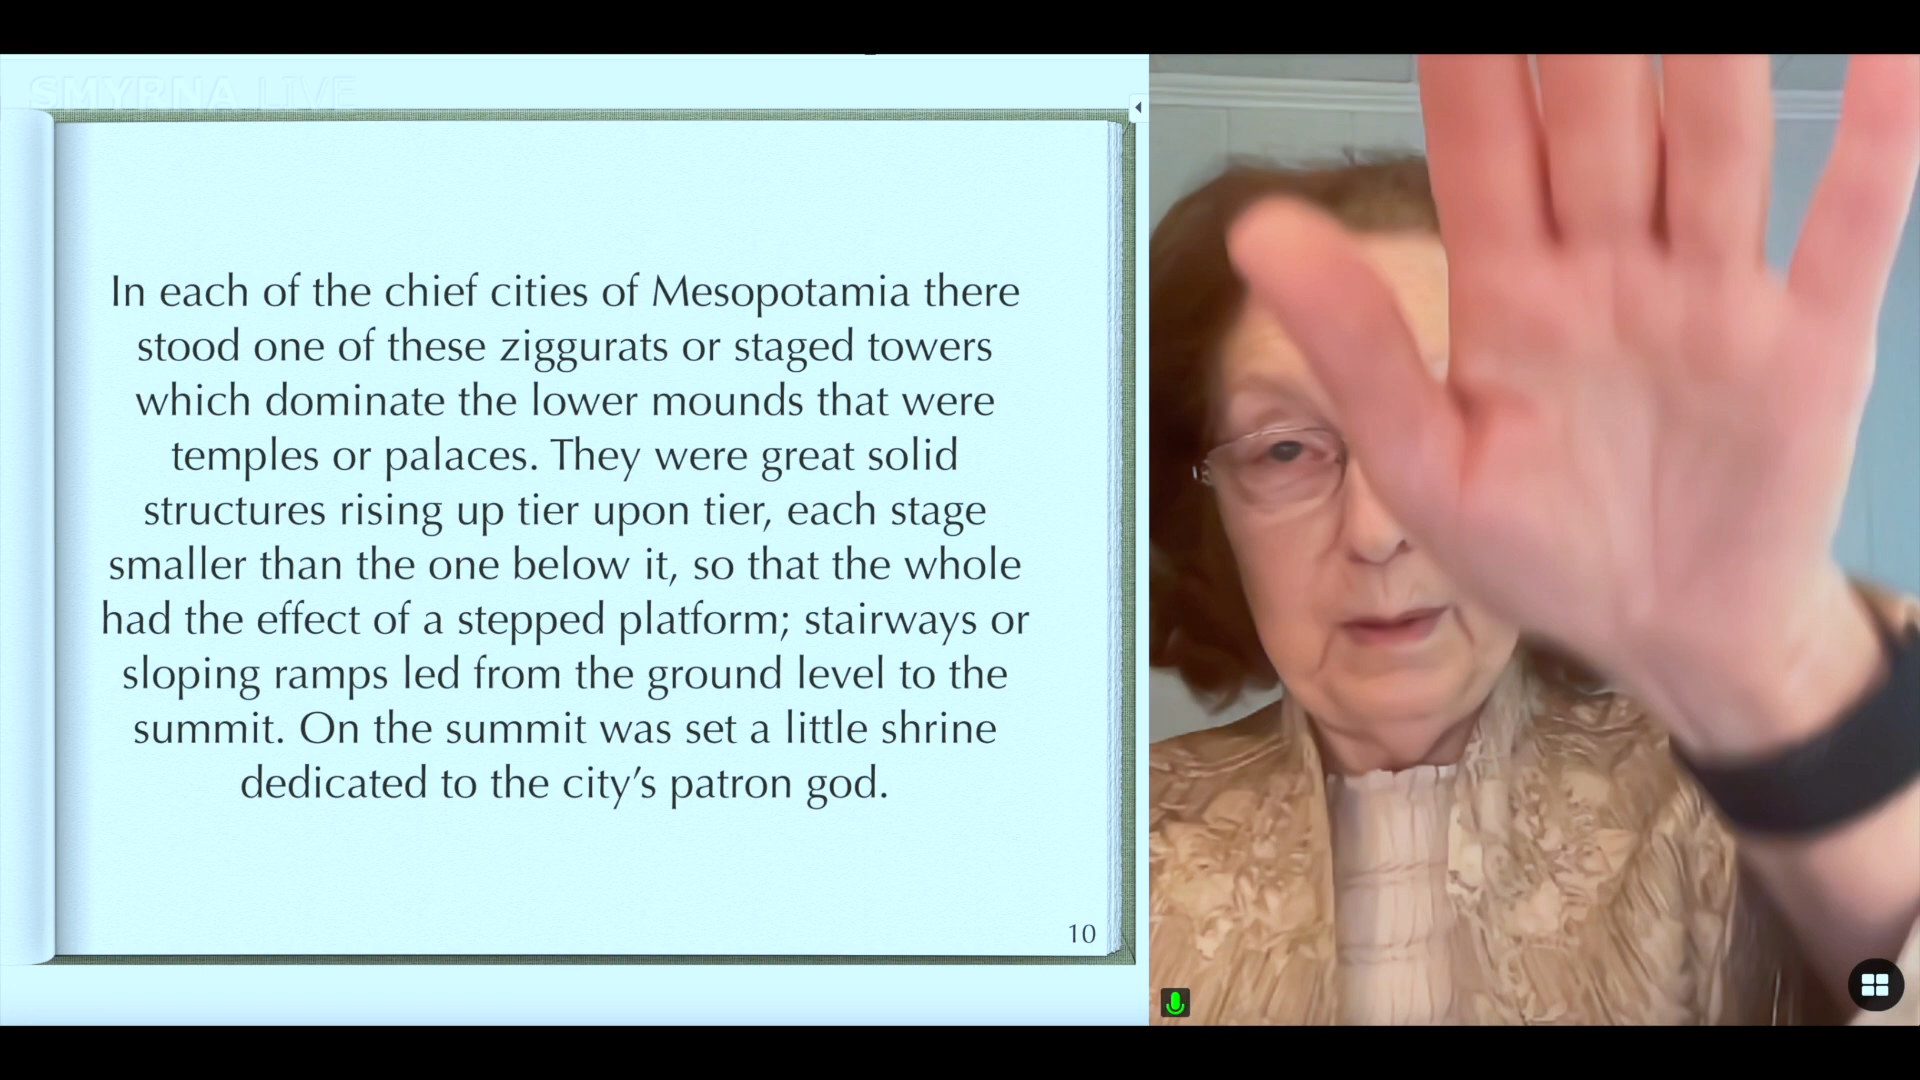 SMYRNA LIVE
In each of the chief cities of Mesopotamia there
stood one of these ziggurats or staged towers
which dominate the lower mounds that were
temples or palaces. They were great solid
structures rising up tier upon tier, each stage
smaller than the one below it, so that the whole
had the effect of a stepped platform; stairways or
sloping ramps led from the ground level to the
summit. On the summit was set a little shrine
dedicated to the city’s patron god.
10